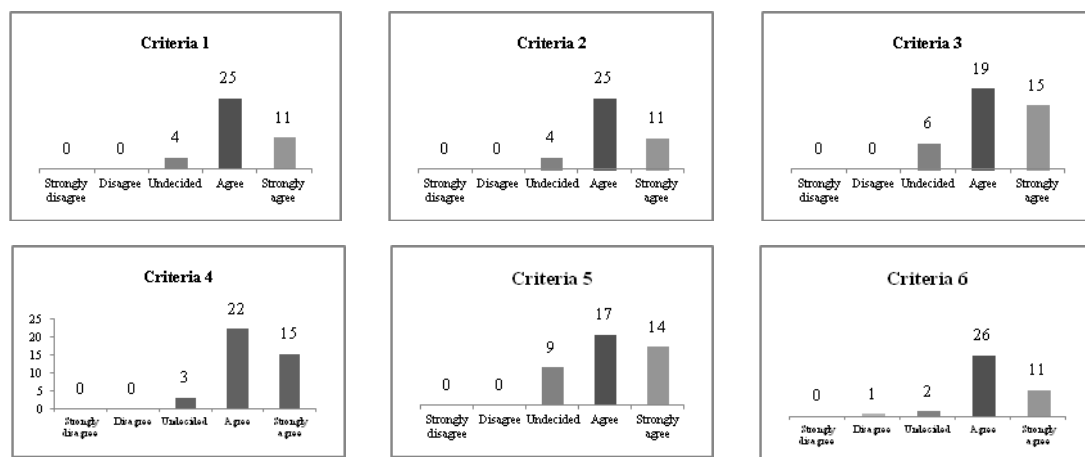 Criteria 1
25
11
4
0 0
Strongly disagree Disagree Undecided Agree Strongly agree
Criteria 2
25
11
4
0 0
Strongly disagree Disagree Undecided Agree Strongly agree
Criteria 3
19
15
6
0 0
Strongly disagree Disagree Undecided Agree Strongly agree
Criteria 4
25
20
15
10
5
0
0 0 3 22 15
Strongly disagree Disagree Undecided Agree Strongly agree
Criteria 5
17
14
9
0 0
Strongly disagree Disagree Undecided Agree Strongly agree
Criteria 6
26
11
0 1 2
Strongly disagree Disagree Undecided Agree Strongly agree